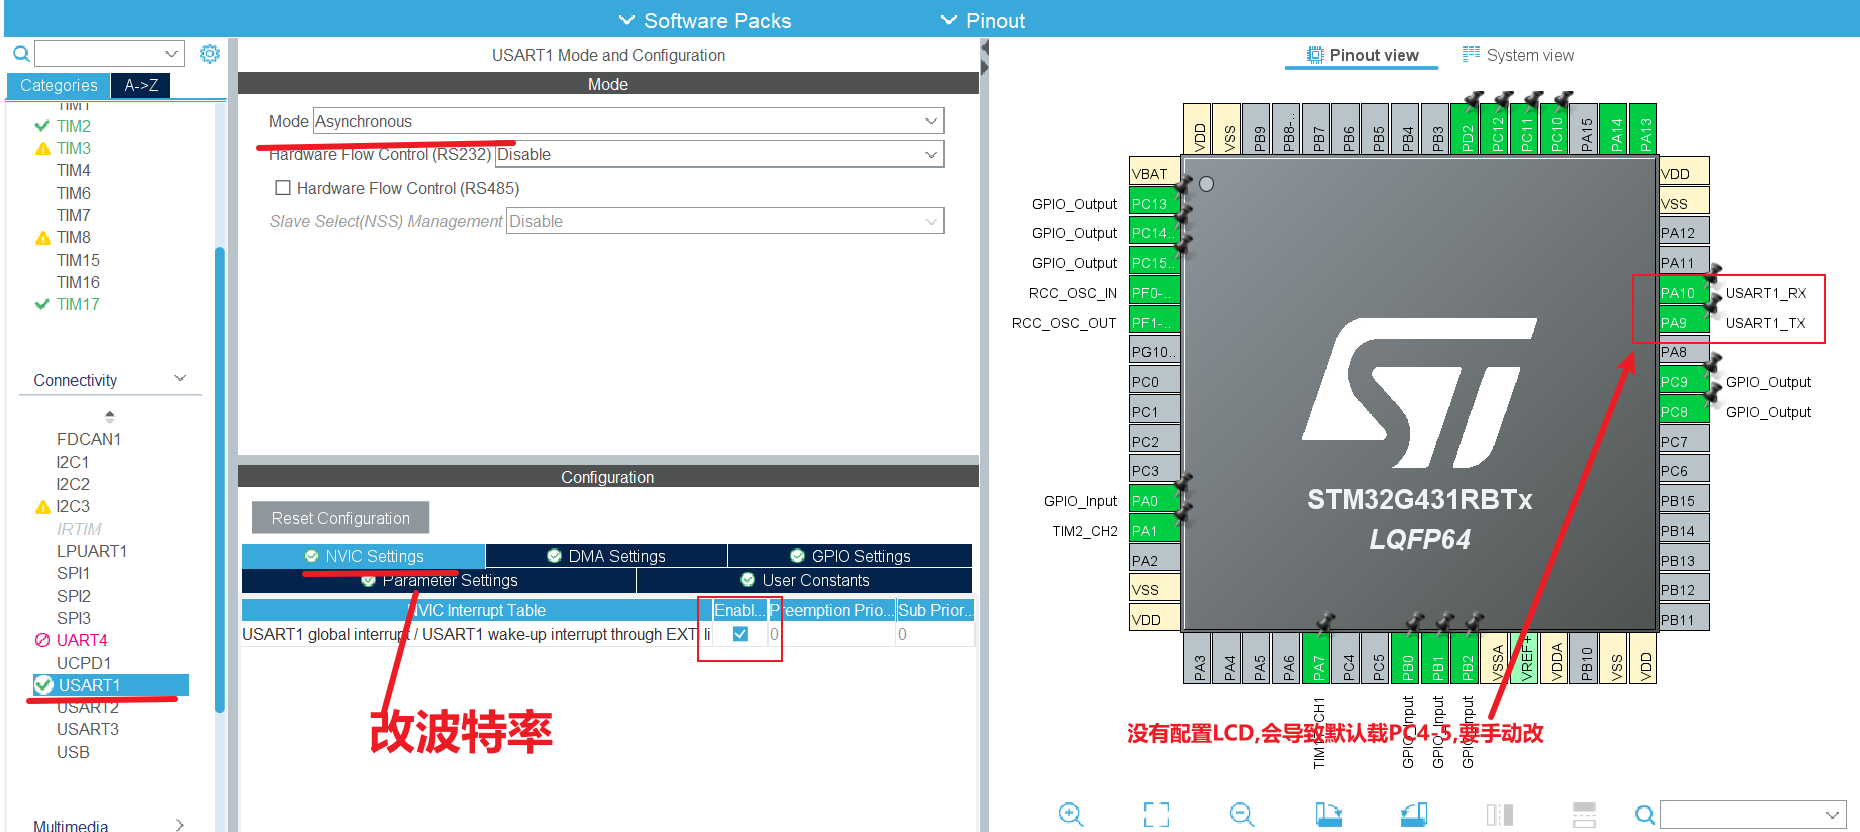 Software Packs
Pinout
USART1 Mode and Configuration
Pinout view
System view
Categories
A->Z
Mode
TIM1
TIM2
TIM3
TIM4
TIM6
TIM7
TIM8
TIM15
TIM16
TIM17
Connectivity
FDCAN1
I2C1
I2C2
I2C3
IRTIM
LPUART1
SPI1
SPI2
SPI3
UART4
UCPD1
USART1
USART2
USART3
USB
Multimedia
Mode Asynchronous
Hardware Flow Control (RS232) Disable
Hardware Flow Control (RS485)
Slave Select(NSS) Management Disable
Configuration
Reset Configuration
NVIC Settings
DMA Settings
GPIO Settings
Parameter Settings
User Constants
NVIC Interrupt Table
Enabl...
Preemption Prio...
Sub Prior...
USART1 global interrupt / USART1 wake-up interrupt through EXTI li
0
0
改波特率
VDD
VSS
PB9
PB8-..
PB7
PB6
PB5
PB4
PB3
PD2
PC12
PC11
PC10
PA15
PA14
PA13
VBAT
GPIO_Output PC13
GPIO_Output PC14..
GPIO_Output PC15..
RCC_OSC_IN PF0-..
RCC_OSC_OUT PF1-..
PG10..
PC0
PC1
PC2
PC3
GPIO_Input PA0
TIM2_CH2 PA1
PA2
VSS
VDD
STM32G431RBTx
LQFP64
VDD
VSS
PA12
PA11
PA10 USART1_RX
PA9 USART1_TX
PA8
PC9 GPIO_Output
PC8 GPIO_Output
PC7
PC6
PB15
PB14
PB13
PB12
PB11
PA3
PA4
PA5
PA6
PA7
PC4
PC5
PB0
PB1
PB2
VSSA
VREF+
VDDA
PB10
VSS
VDD
GPIO_Input
GPIO_Input
GPIO_Input
没有配置LCD,会导致默认载PC4-5,要手动改